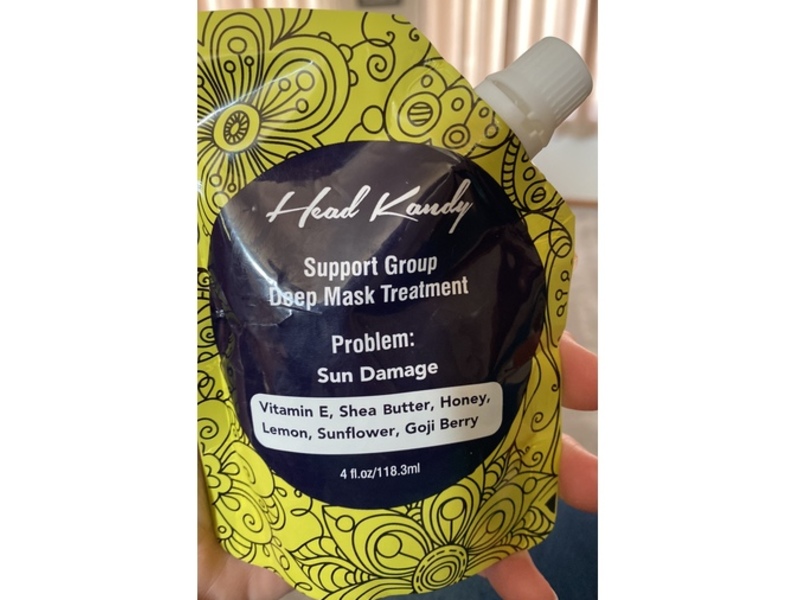 Head Kandy
Support Group
Deep Mask Treatment
Problem:
Sun Damage
Vitamin E, Shea Butter, Honey,
Lemon, Sunflower, Goji Berry
4 fl.oz/118.3ml